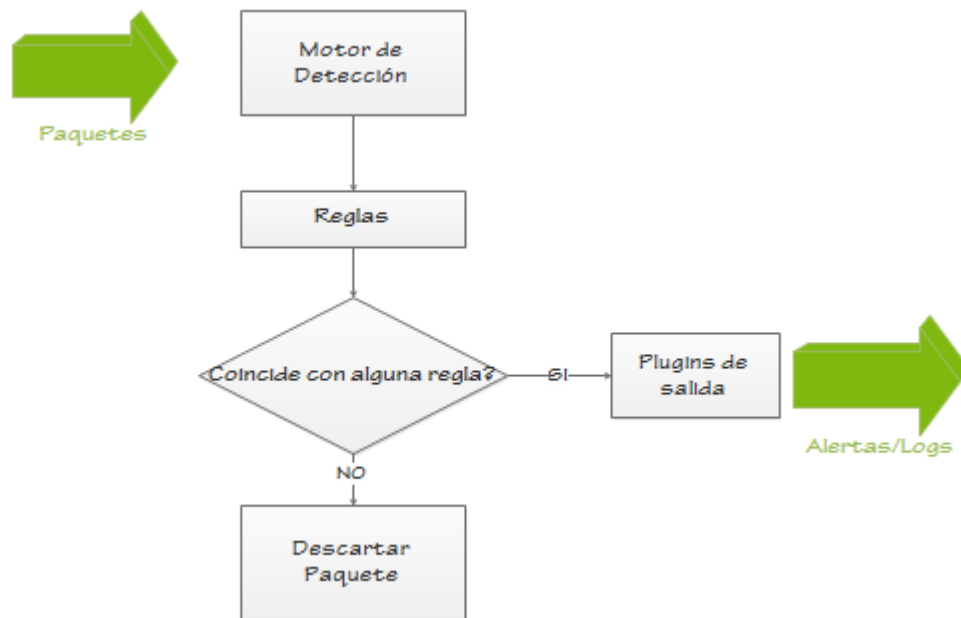 Motor de
Detección
Paquetes
Reglas
Coincide con alguna regla?
SI
Plugins de
salida
Alertas/Logs
NO
Descartar
Paquete